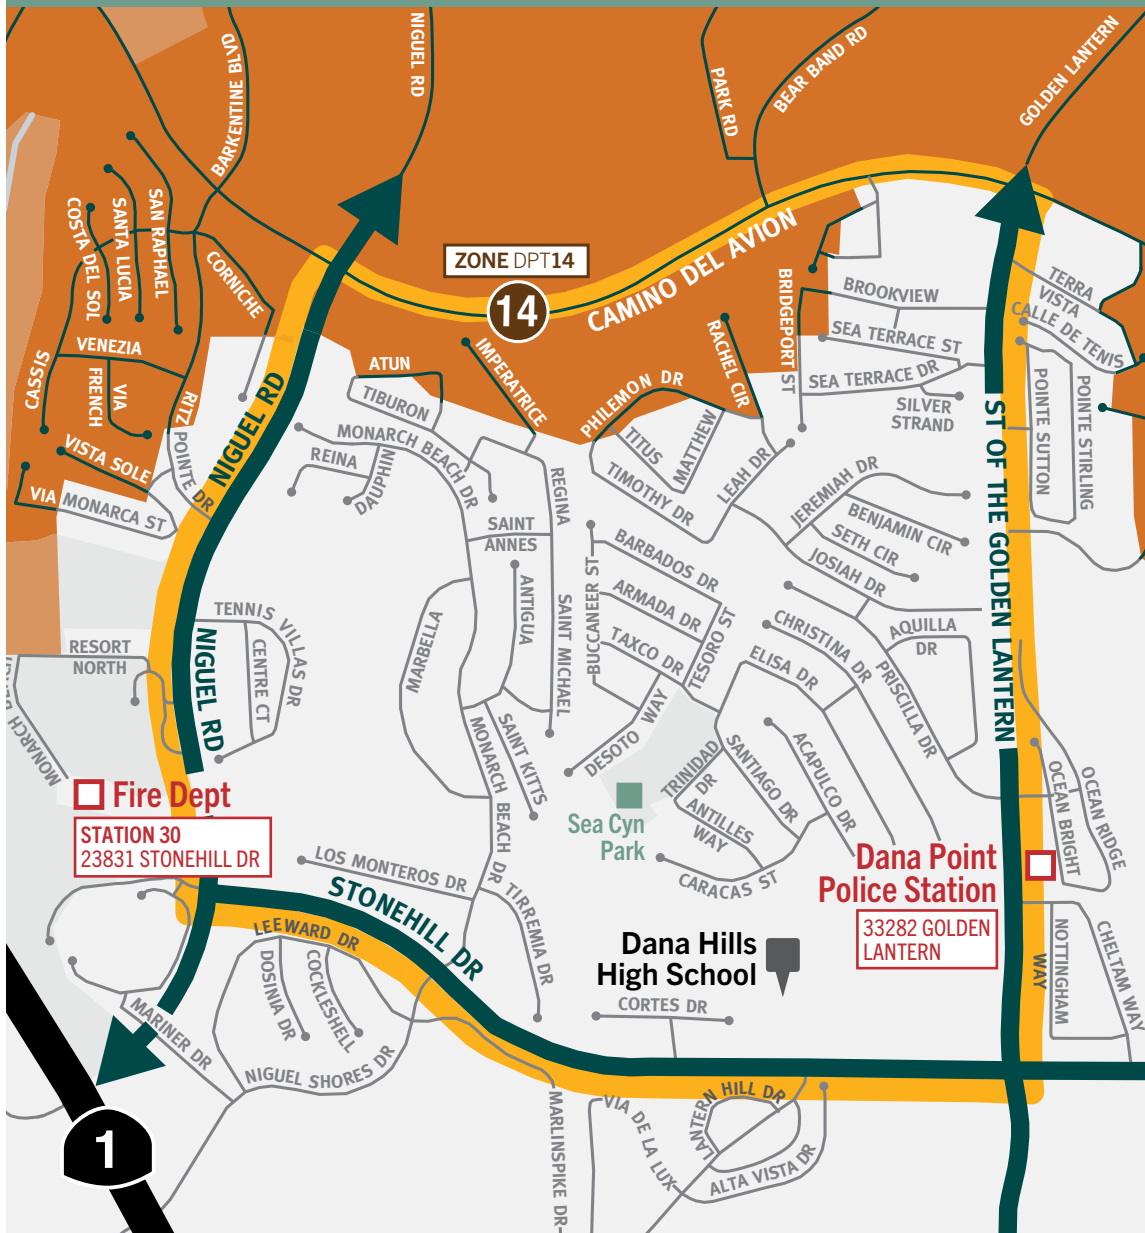 BARKENTINE BLVD
NIGUEL RD
PARK RD
BEAR BAND RD
GOLDEN LANTERN
COSTA DEL SOL
SANTA LUCIA
SAN RAPHAEL
CORNICHE
ZONE DPT14
14
CAMINO DEL AVION
BRIDGEPORT ST
BROOKVIEW
TERRA
VISTA
CALLE DE TENIS
SEA TERRACE ST
SEA TERRACE DR
SILVER
STRAND
POINTE SUTTON
POINTE STIRLING
CASSIS
VENEZIA
VIA
FRENCH
RITZ
POINTE DR
VISTA SOLE
VIA MONARCA ST
NIGUEL RD
ATUN
TIBURON
IMPERATRICE
PHILEMON DR
RACHEL CIR
MONARCH BEACH DR
REINA
DAUPHIN
TITUS
MATTHEW
TIMOTHY DR
LEAH DR
REGINA
JEREMIAH DR
BENJAMIN CIR
SETH CIR
JOSIAH DR
ST OF THE GOLDEN LANTERN
SAINT
ANNES
ANTIGUA
SAINT MICHAEL
BUCCANEER ST
BARBADOS DR
ARMADA DR
TAXCO DR
TESORO ST
CHRISTINA DR
AQUILLA
DR
PRISCILLA DR
ELISA DR
TENNIS VILLAS DR
CENTRE CT
RESORT
NORTH
NIGUEL RD
MARBELLA
MONARCH BEACH DR
SAINT KITTS
DESOTO WAY
TRINIDAD
DR
SANTIAGO DR
ACAPULCO DR
ANTILLES
WAY
CARACAS ST
OCEAN BRIGHT
OCEAN RIDGE
Fire Dept
STATION 30
23831 STONEHILL DR
Sea Cyn
Park
Dana Point
Police Station
33282 GOLDEN
LANTERN
LOS MONTEROS DR
STONEHILL DR
TIRREMIA DR
LEEWARD DR
DOSINIA DR
COCKLESHELL
Dana Hills
High School
CORTES DR
WAY
NOTTINGHAM
CHELTAM WAY
MARINER DR
NIGUEL SHORES DR
MARLINSPIKE DR
VIA DE LA LUX
LANTERN HILL DR
ALTA VISTA DR
1